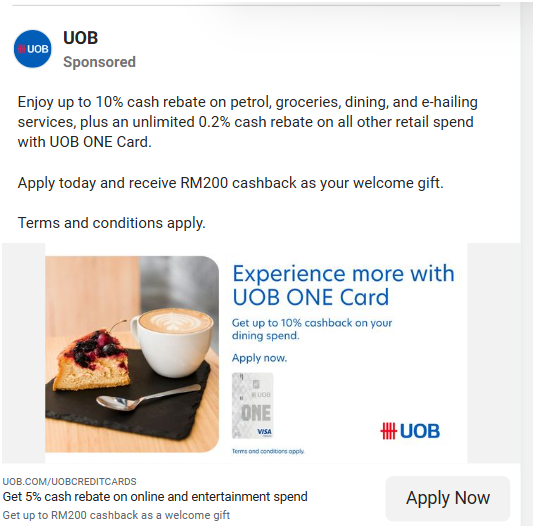 UOB
UOB
Sponsored
Enjoy up to 10% cash rebate on petrol, groceries, dining, and e-hailing
services, plus an unlimited 0.2% cash rebate on all other retail spend
with UOB ONE Card.
Apply today and receive RM200 cashback as your welcome gift.
Terms and conditions apply.
Experience more with
UOB ONE Card
Get up to 10% cashback on your
dining spend.
Apply now.
UOB
ONE
VISA
UOB
Terms and conditions apply.
UOB.COM/UOBCREDITCARDS
Get 5% cash rebate on online and entertainment spend
Get up to RM200 cashback as a welcome gift
Apply Now